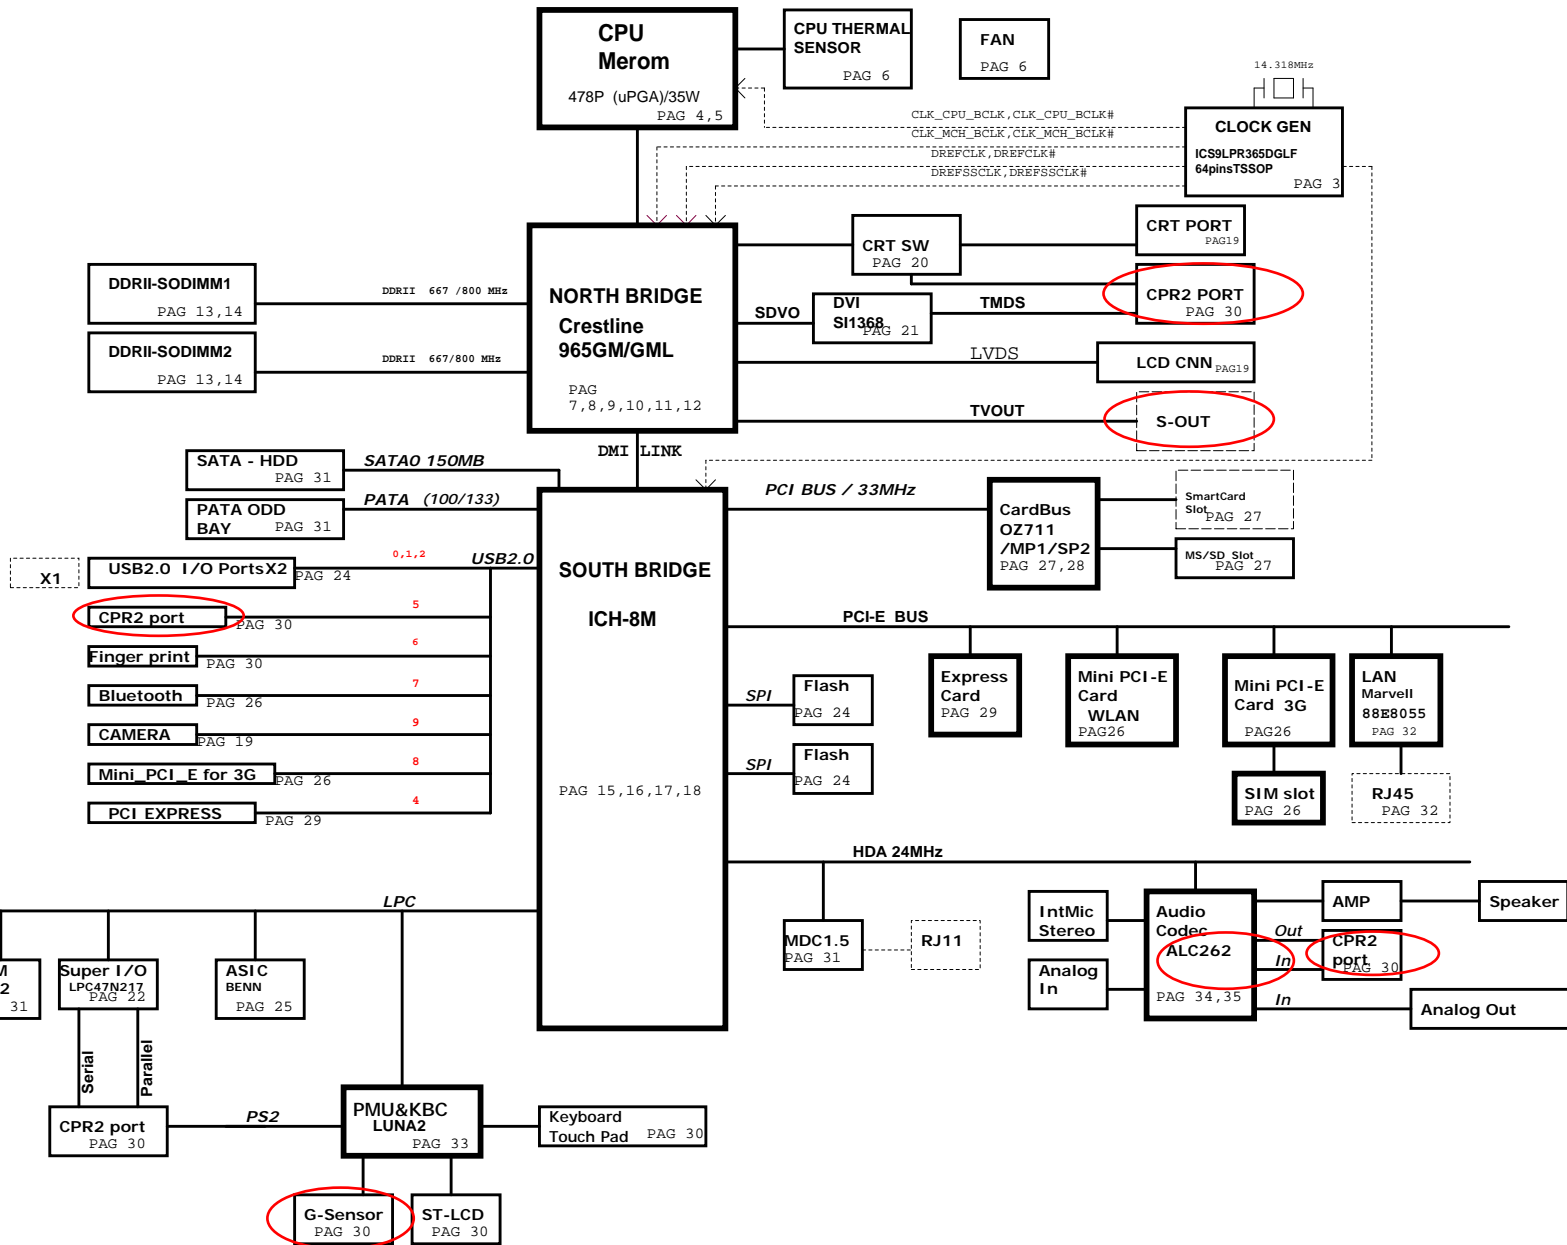 CPU
Merom
478P (uPGA)/35W
PAG 4,5
CPU THERMAL
SENSOR
PAG 6
FAN
PAG 6
14.318MHz
CLOCK GEN
ICS9LPR365DGLF
64pinsTSSOP
PAG 3
CLK_CPU_BCLK,CLK_CPU_BCLK#
CLK_MCH_BCLK,CLK_MCH_BCLK#
DREFCLK,DREFCLK#
DREFSSCLK,DREFSSCLK#
DDRII-SODIMM1
PAG 13,14
DDRII 667 /800 MHz
DDRII-SODIMM2
PAG 13,14
DDRII 667/800 MHz
NORTH BRIDGE
Crestline
965GM/GML
PAG
7,8,9,10,11,12
CRT SW
PAG 20
CRT PORT
PAG19
CPR2 PORT
PAG 30
SDVO
DVI
SI1368
PAG 21
TMDS
LVDS
LCD CNN
PAG19
TVOUT
S-OUT
DMI LINK
SATA - HDD
PAG 31
SATA0 150MB
PATA ODD
BAY
PAG 31
PATA (100/133)
X1
USB2.0 I/O PortsX2
PAG 24
0,1,2
USB2.0
CPR2 port
PAG 30
5
Finger print
PAG 30
6
Bluetooth
PAG 26
7
CAMERA
PAG 19
9
Mini_PCI_E for 3G
PAG 26
8
PCI EXPRESS
PAG 29
4
SOUTH BRIDGE
ICH-8M
PAG 15,16,17,18
PCI BUS / 33MHz
CardBus
OZ711
/MP1/SP2
PAG 27,28
SmartCard
Slot
PAG 27
MS/SD Slot
PAG 27
PCI-E BUS
Express
Card
PAG 29
Mini PCI-E
Card
WLAN
PAG26
Mini PCI-E
Card 3G
PAG26
LAN
Marvell
88E8055
PAG 32
SIM slot
PAG 26
RJ45
PAG 32
SPI
Flash
PAG 24
SPI
Flash
PAG 24
HDA 24MHz
MDC1.5
PAG 31
RJ11
IntMic
Stereo
Analog
In
Audio
Codec
ALC262
PAG 34,35
AMP
Speaker
Out
In
CPR2
port
PAG 30
In
Analog Out
LPC
M
2
31
Super I/O
LPC47N217
PAG 22
ASIC
BENN
PAG 25
Serial
Parallel
CPR2 port
PAG 30
PS2
PMU&KBC
LUNA2
PAG 33
Keyboard
Touch Pad
PAG 30
G-Sensor
PAG 30
ST-LCD
PAG 30